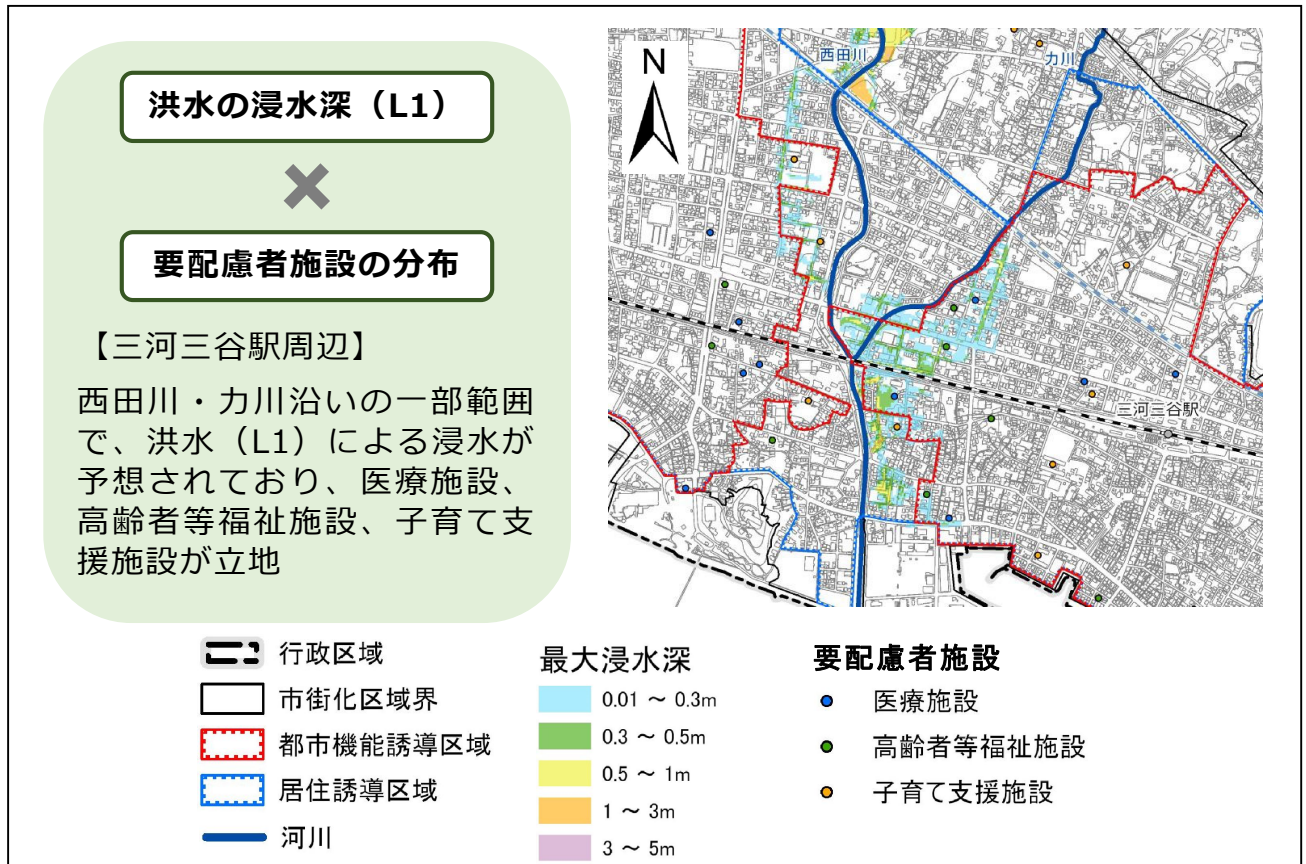 洪水の浸水深（L1）
×
要配慮者施設の分布
【三河三谷駅周辺】
西田川・力川沿いの一部範囲
で、洪水（L1）による浸水が
予想されており、医療施設、
高齢者等福祉施設、子育て支
援施設が立地
N
西田川
力川
三河三谷駅
行政区域
市街化区域界
都市機能誘導区域
居住誘導区域
河川
最大浸水深
0.01 ～ 0.3m
0.3 ～ 0.5m
0.5 ～ 1m
1 ～ 3m
3 ～ 5m
要配慮者施設
医療施設
高齢者等福祉施設
子育て支援施設